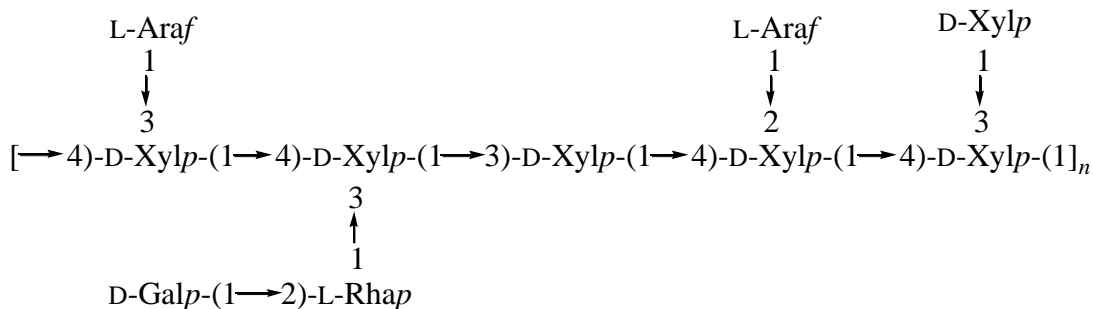 L-Araf L-Araf D-Xylp
1 1 1
↓ ↓ ↓
3 2 3
[→4)-D-Xylp-(1→4)-D-Xylp-(1→3)-D-Xylp-(1→4)-D-Xylp-(1→4)-D-Xylp-(1]n
3
↑
1
D-Galp-(1→2)-L-Rhap